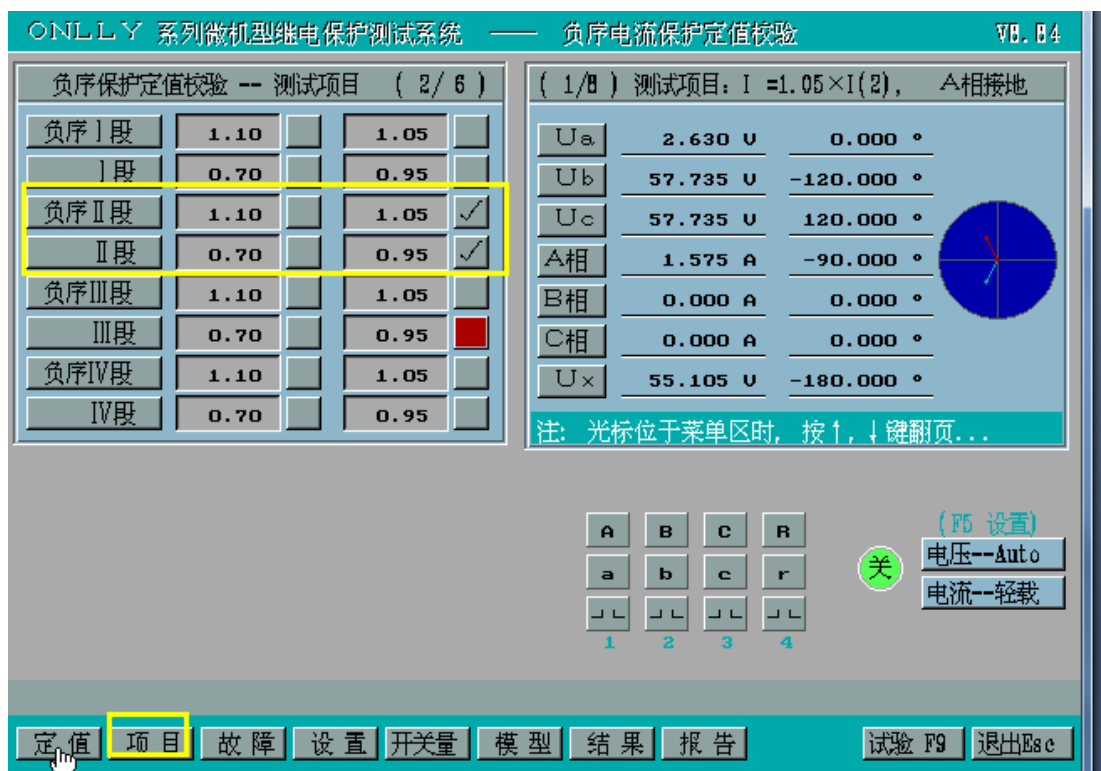 ONLLY 系列微机型继电保护测试系统 —— 负序电流保护定值校验 V8.84
负序保护定值校验 -- 测试项目 ( 2/ 6 )
负序Ⅰ段 1.10 1.05
Ⅰ段 0.70 0.95
负序Ⅱ段 1.10 1.05 √
Ⅱ段 0.70 0.95 √
负序Ⅲ段 1.10 1.05
Ⅲ段 0.70 0.95
负序Ⅳ段 1.10 1.05
Ⅳ段 0.70 0.95
( 1/8 ) 测试项目: I =1.05×I(2), A相接地
Ua 2.630 V 0.000 °
Ub 57.735 V -120.000 °
Uc 57.735 V 120.000 °
A相 1.575 A -90.000 °
B相 0.000 A 0.000 °
C相 0.000 A 0.000 °
Ux 55.105 V -180.000 °
注: 光标位于菜单区时, 按↑,↓键翻页...
A B C R
a b c r
1 2 3 4
关
(F5 设置)
电压--Auto
电流--轻载
定 值 项 目 故 障 设 置 开关量 模 型 结 果 报 告 试验 F9 退出Esc